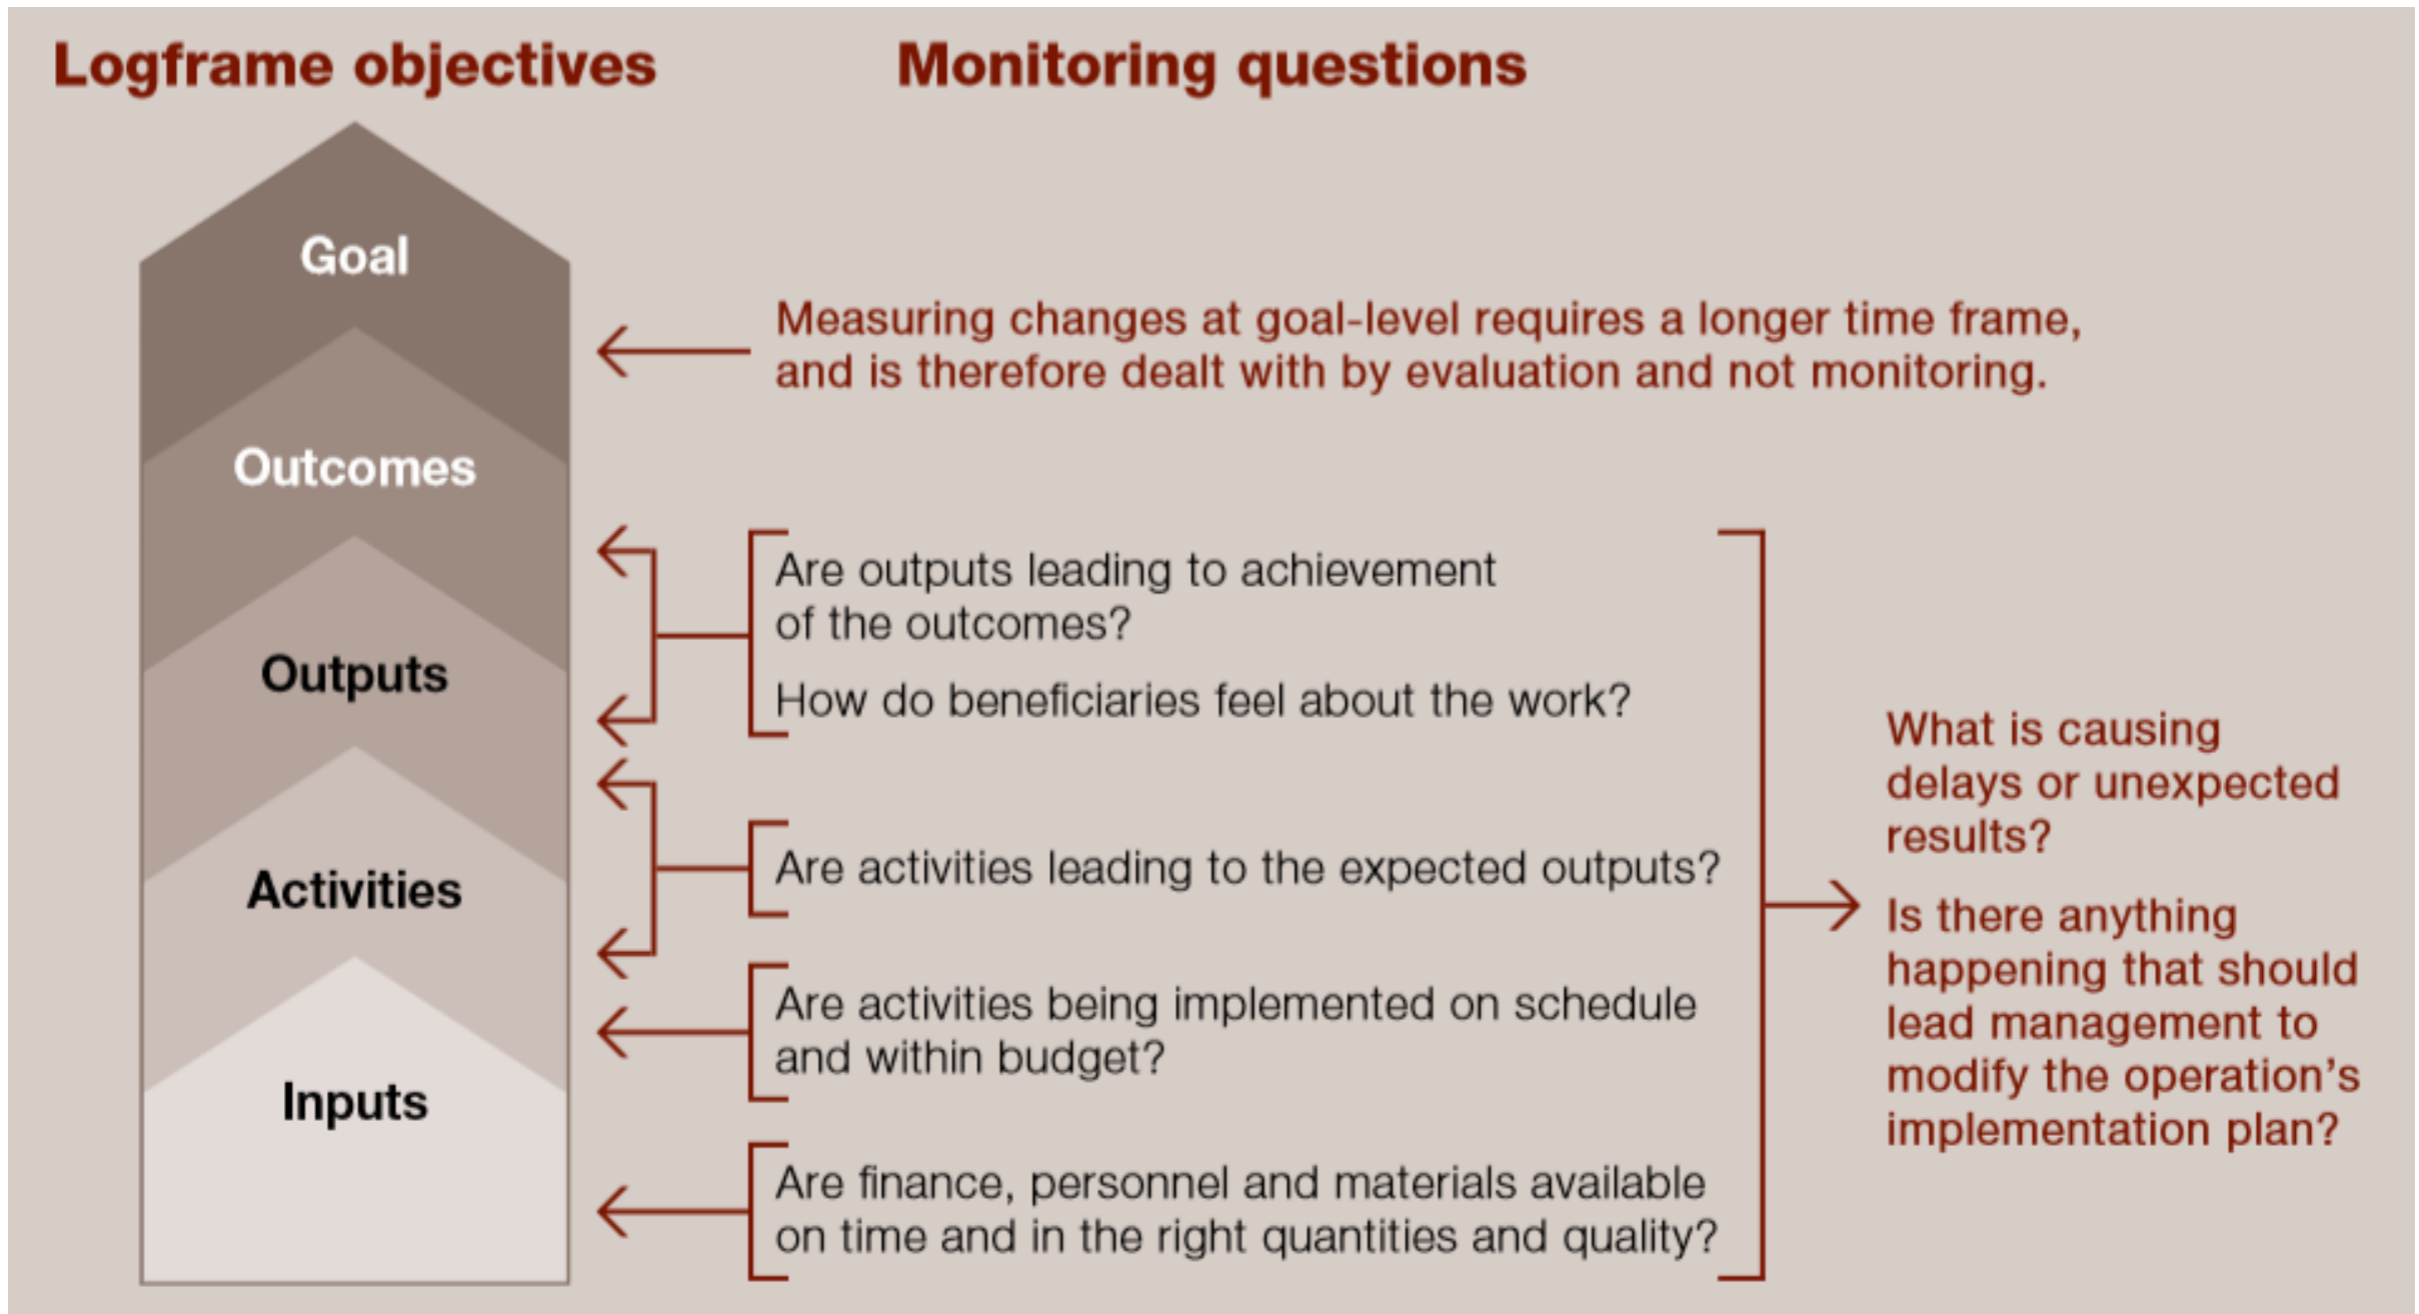 Logframe objectives
Monitoring questions
Goal
Outcomes
Outputs
Activities
Inputs
Measuring changes at goal-level requires a longer time frame,
and is therefore dealt with by evaluation and not monitoring.
Are outputs leading to achievement
of the outcomes?
How do beneficiaries feel about the work?
Are activities leading to the expected outputs?
Are activities being implemented on schedule
and within budget?
Are finance, personnel and materials available
on time and in the right quantities and quality?
What is causing
delays or unexpected
results?
Is there anything
happening that should
lead management to
modify the operation’s
implementation plan?